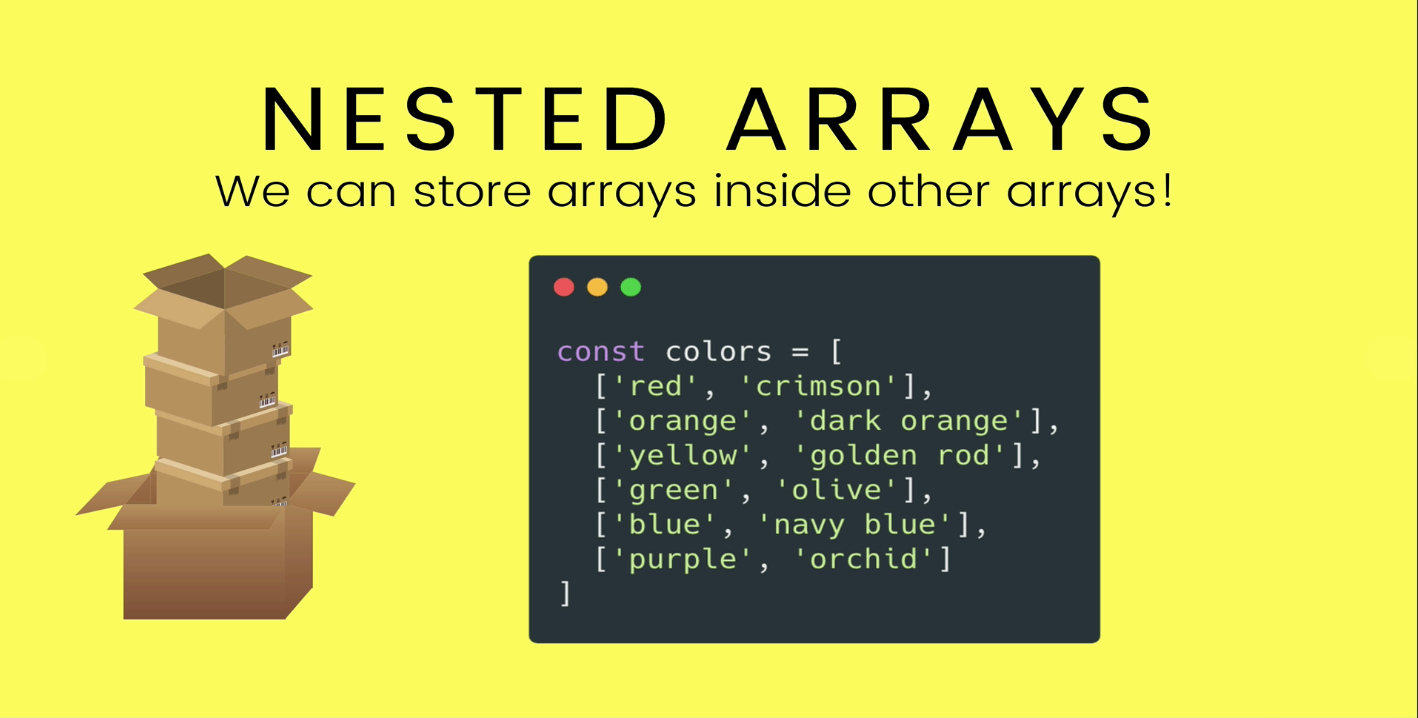 NESTED ARRAYS
We can store arrays inside other arrays!
const colors = [
  ['red', 'crimson'],
  ['orange', 'dark orange'],
  ['yellow', 'golden rod'],
  ['green', 'olive'],
  ['blue', 'navy blue'],
  ['purple', 'orchid']
]